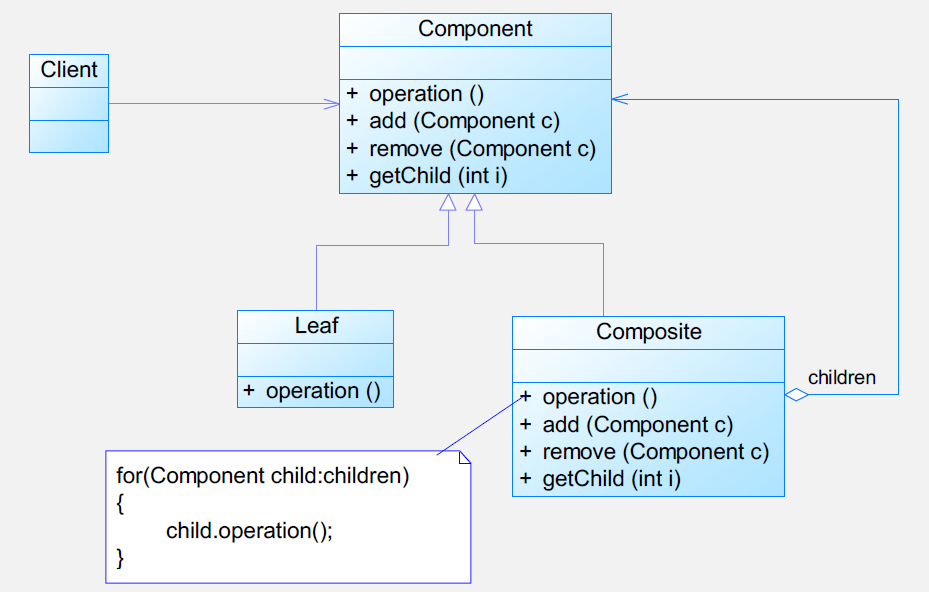 Component
Client
+ operation ()
+ add (Component c)
+ remove (Component c)
+ getChild (int i)
Leaf
+ operation ()
Composite
children
+ operation ()
+ add (Component c)
+ remove (Component c)
+ getChild (int i)
for(Component child:children)
{
child.operation();
}